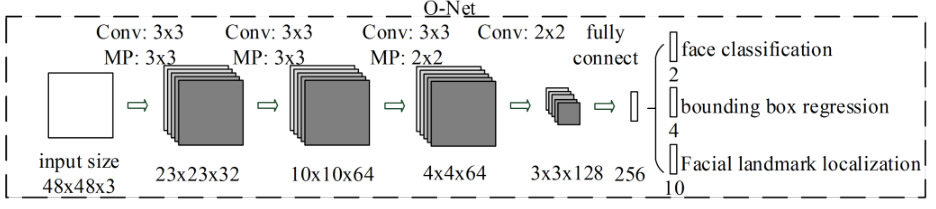 O-Net
Conv: 3x3
MP: 3x3
Conv: 3x3
MP: 3x3
Conv: 3x3
MP: 2x2
Conv: 2x2
fully
connect
input size
48x48x3
23x23x32
10x10x64
4x4x64
3x3x128
256
face classification
2
bounding box regression
4
Facial landmark localization
10